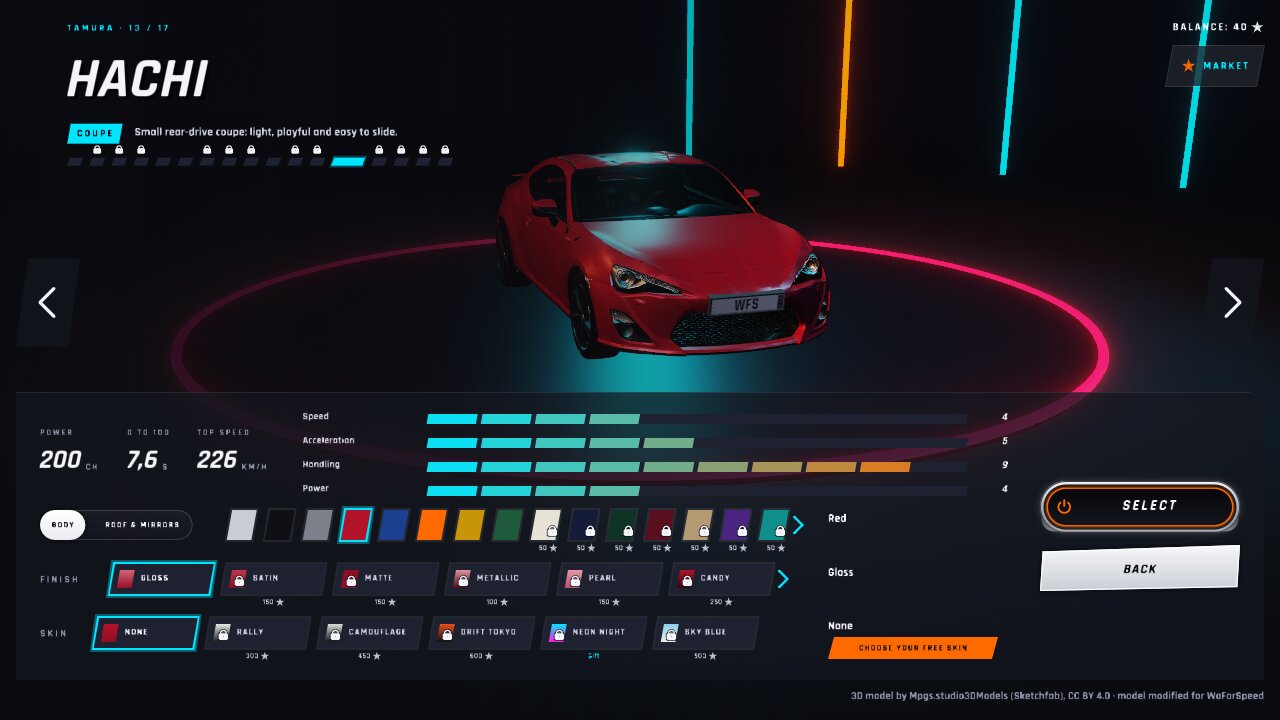 TAMURA · 13 / 17
BALANCE: 40 ★
MARKET
HACHI
COUPE
Small rear-drive coupe: light, playful and easy to slide.
WFS
POWER
200 CH
0 TO 100
7,6 S
TOP SPEED
226 KM/H
Speed 4
Acceleration 5
Handling 9
Power 4
BODY
ROOF & MIRRORS
50 ★ 50 ★ 50 ★ 50 ★ 50 ★ 50 ★ 50 ★
Red
FINISH
GLOSS
SATIN
MATTE
METALLIC
PEARL
CANDY
150 ★ 150 ★ 100 ★ 150 ★ 250 ★
Gloss
SKIN
NONE
RALLY
CAMOUFLAGE
DRIFT TOKYO
NEON NIGHT
SKY BLUE
300 ★ 450 ★ 600 ★ Gift 500 ★
None
CHOOSE YOUR FREE SKIN
SELECT
BACK
3D model by Mpgs.studio3DModels (Sketchfab), CC BY 4.0 · model modified for WaForSpeed